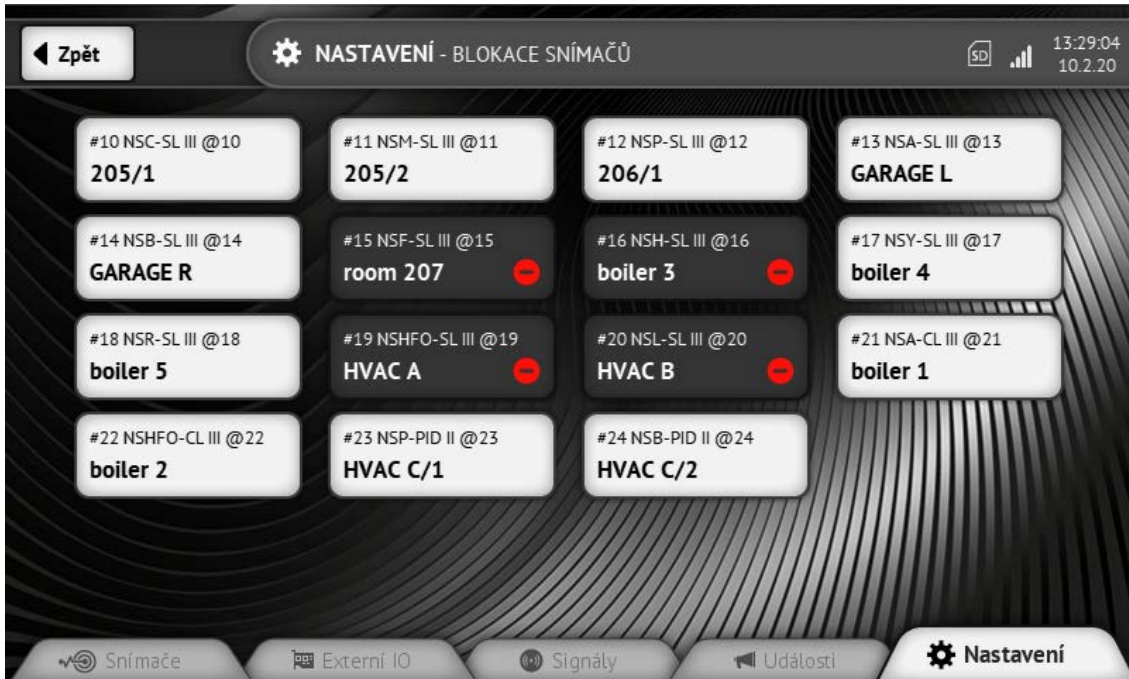 Zpět
NASTAVENÍ - BLOKACE SNÍMAČŮ
SD
13:29:04
10.2.20
#10 NSC-SL III @10
205/1
#11 NSM-SL III @11
205/2
#12 NSP-SL III @12
206/1
#13 NSA-SL III @13
GARAGE L
#14 NSB-SL III @14
GARAGE R
#15 NSF-SL III @15
room 207
#16 NSH-SL III @16
boiler 3
#17 NSY-SL III @17
boiler 4
#18 NSR-SL III @18
boiler 5
#19 NSHFO-SL III @19
HVAC A
#20 NSL-SL III @20
HVAC B
#21 NSA-CL III @21
boiler 1
#22 NSHFO-CL III @22
boiler 2
#23 NSP-PID II @23
HVAC C/1
#24 NSB-PID II @24
HVAC C/2
Snímače
Externí IO
Signály
Události
Nastavení